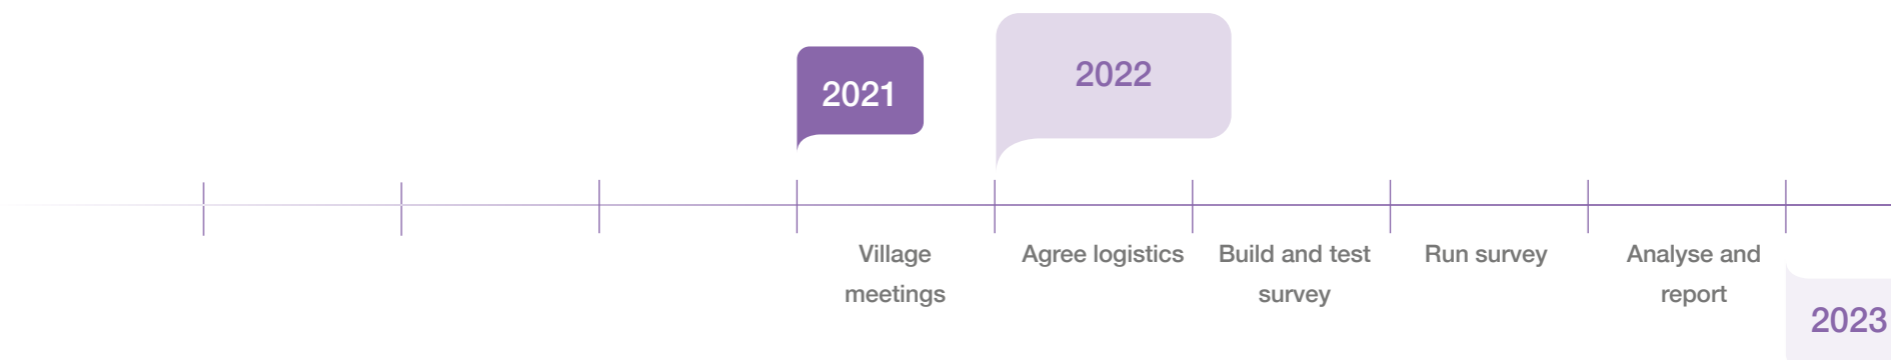 2021
2022
Village
meetings
Agree logistics
Build and test
survey
Run survey
Analyse and
report
2023